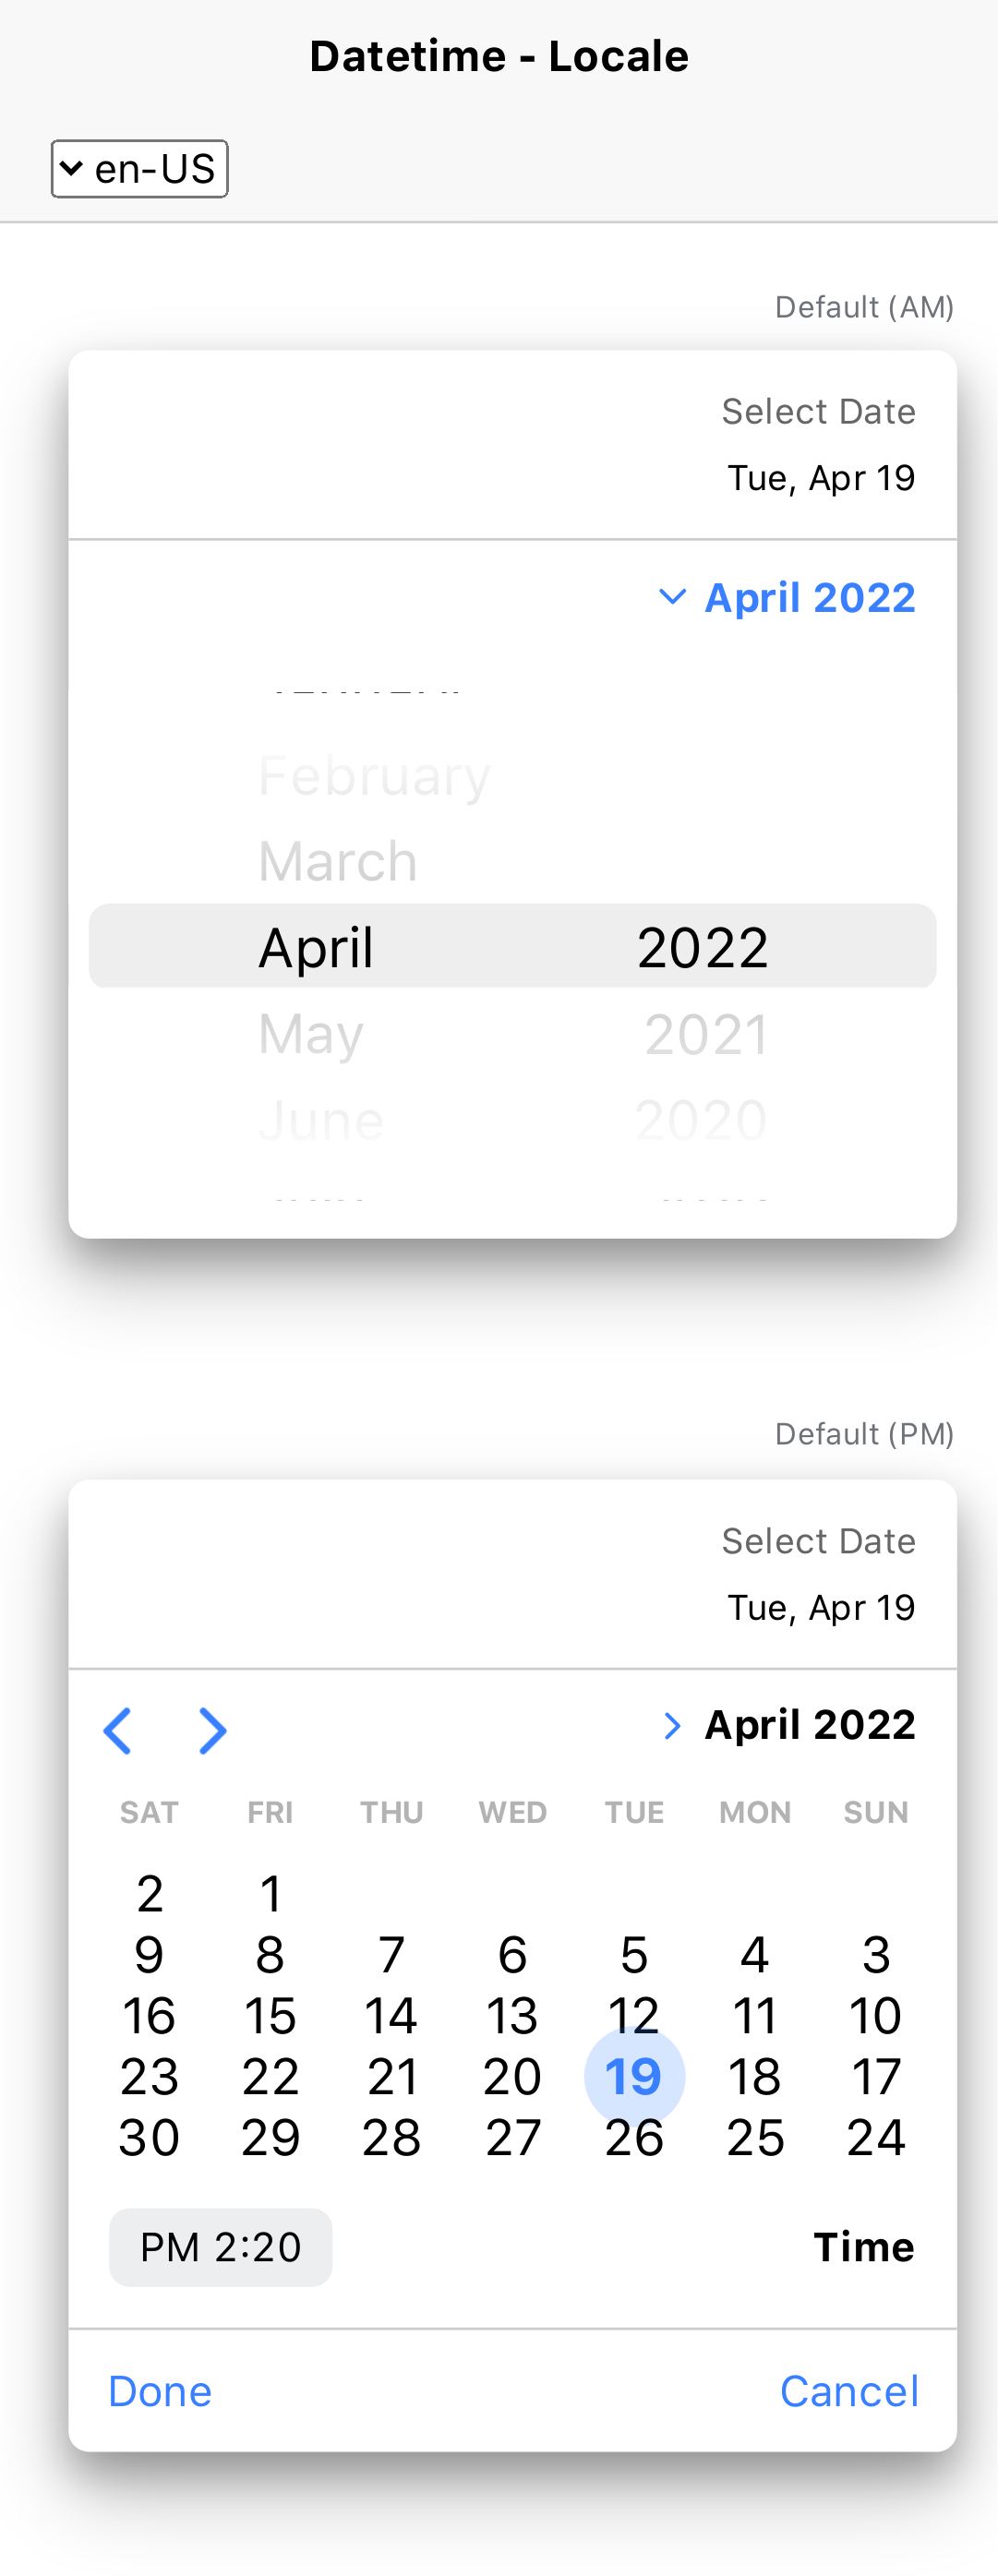 Datetime - Locale
en-US
Default (AM)
Select Date
Tue, Apr 19
April 2022
February
March
April 2022
May 2021
June 2020
Default (PM)
Select Date
Tue, Apr 19
April 2022
SAT FRI THU WED TUE MON SUN
2 1
9 8 7 6 5 4 3
16 15 14 13 12 11 10
23 22 21 20 19 18 17
30 29 28 27 26 25 24
PM 2:20 Time
Done Cancel